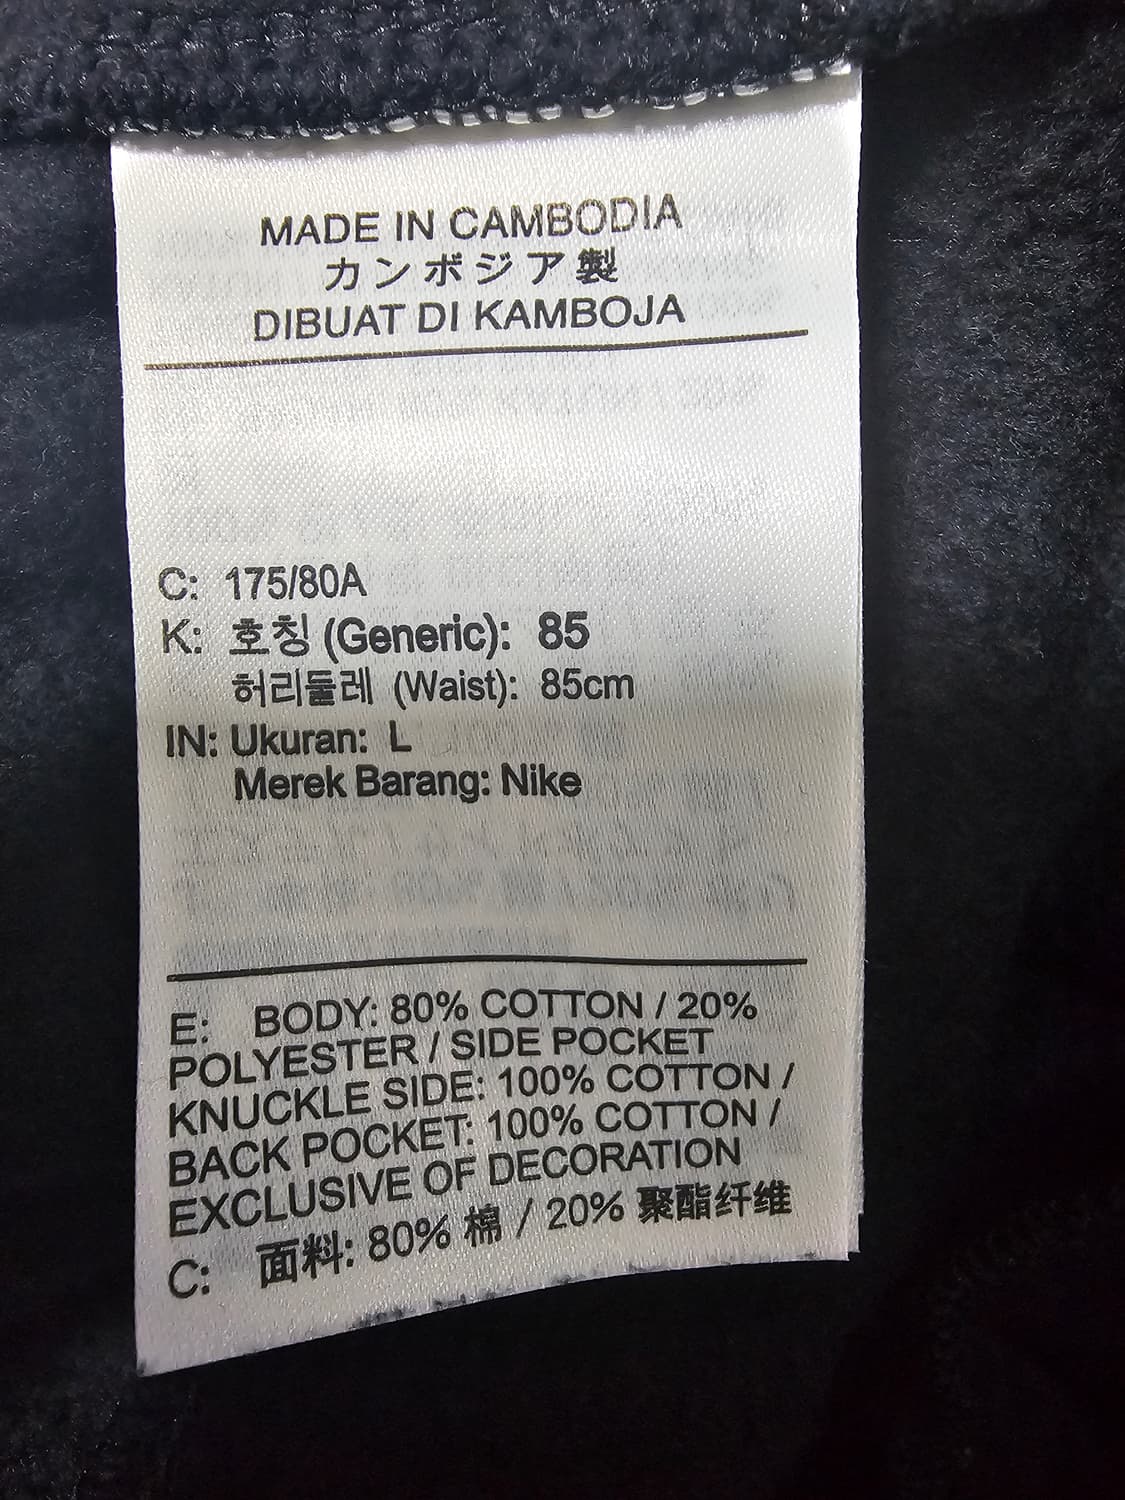 MADE IN CAMBODIA
カンボジア製
DIBUAT DI KAMBOJA
C: 175/80A
K: 호칭 (Generic): 85
허리둘레 (Waist): 85cm
IN: Ukuran: L
Merek Barang: Nike
E: BODY: 80% COTTON / 20%
POLYESTER / SIDE POCKET
KNUCKLE SIDE: 100% COTTON /
BACK POCKET: 100% COTTON /
EXCLUSIVE OF DECORATION
C: 面料: 80% 棉 / 20% 聚酯纤维